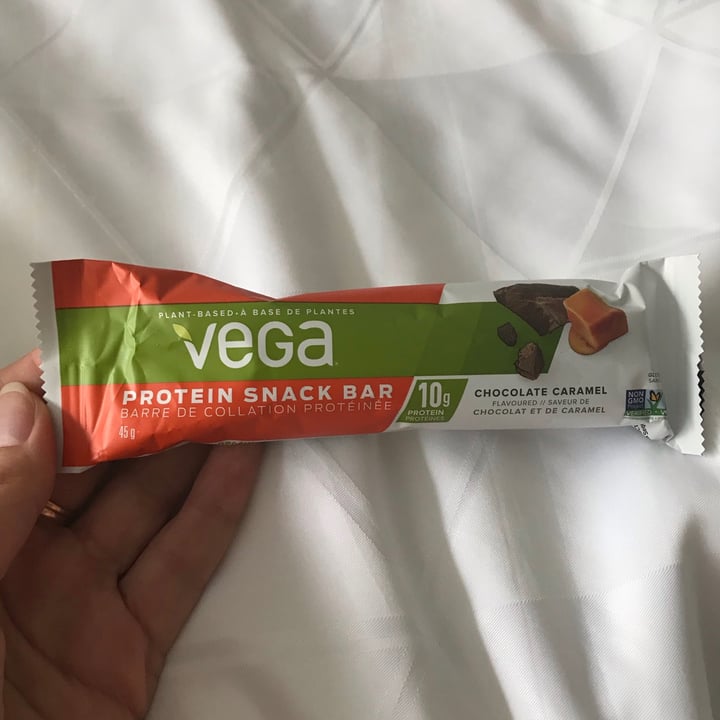 PLANT-BASED • À BASE DE PLANTES
vega
PROTEIN SNACK BAR
BARRE DE COLLATION PROTÉINÉE
45 g
10g
PROTEIN
PROTÉINES
CHOCOLATE CARAMEL
FLAVOURED // SAVEUR DE
CHOCOLAT ET DE CARAMEL
NON
GMO
VERIFIED